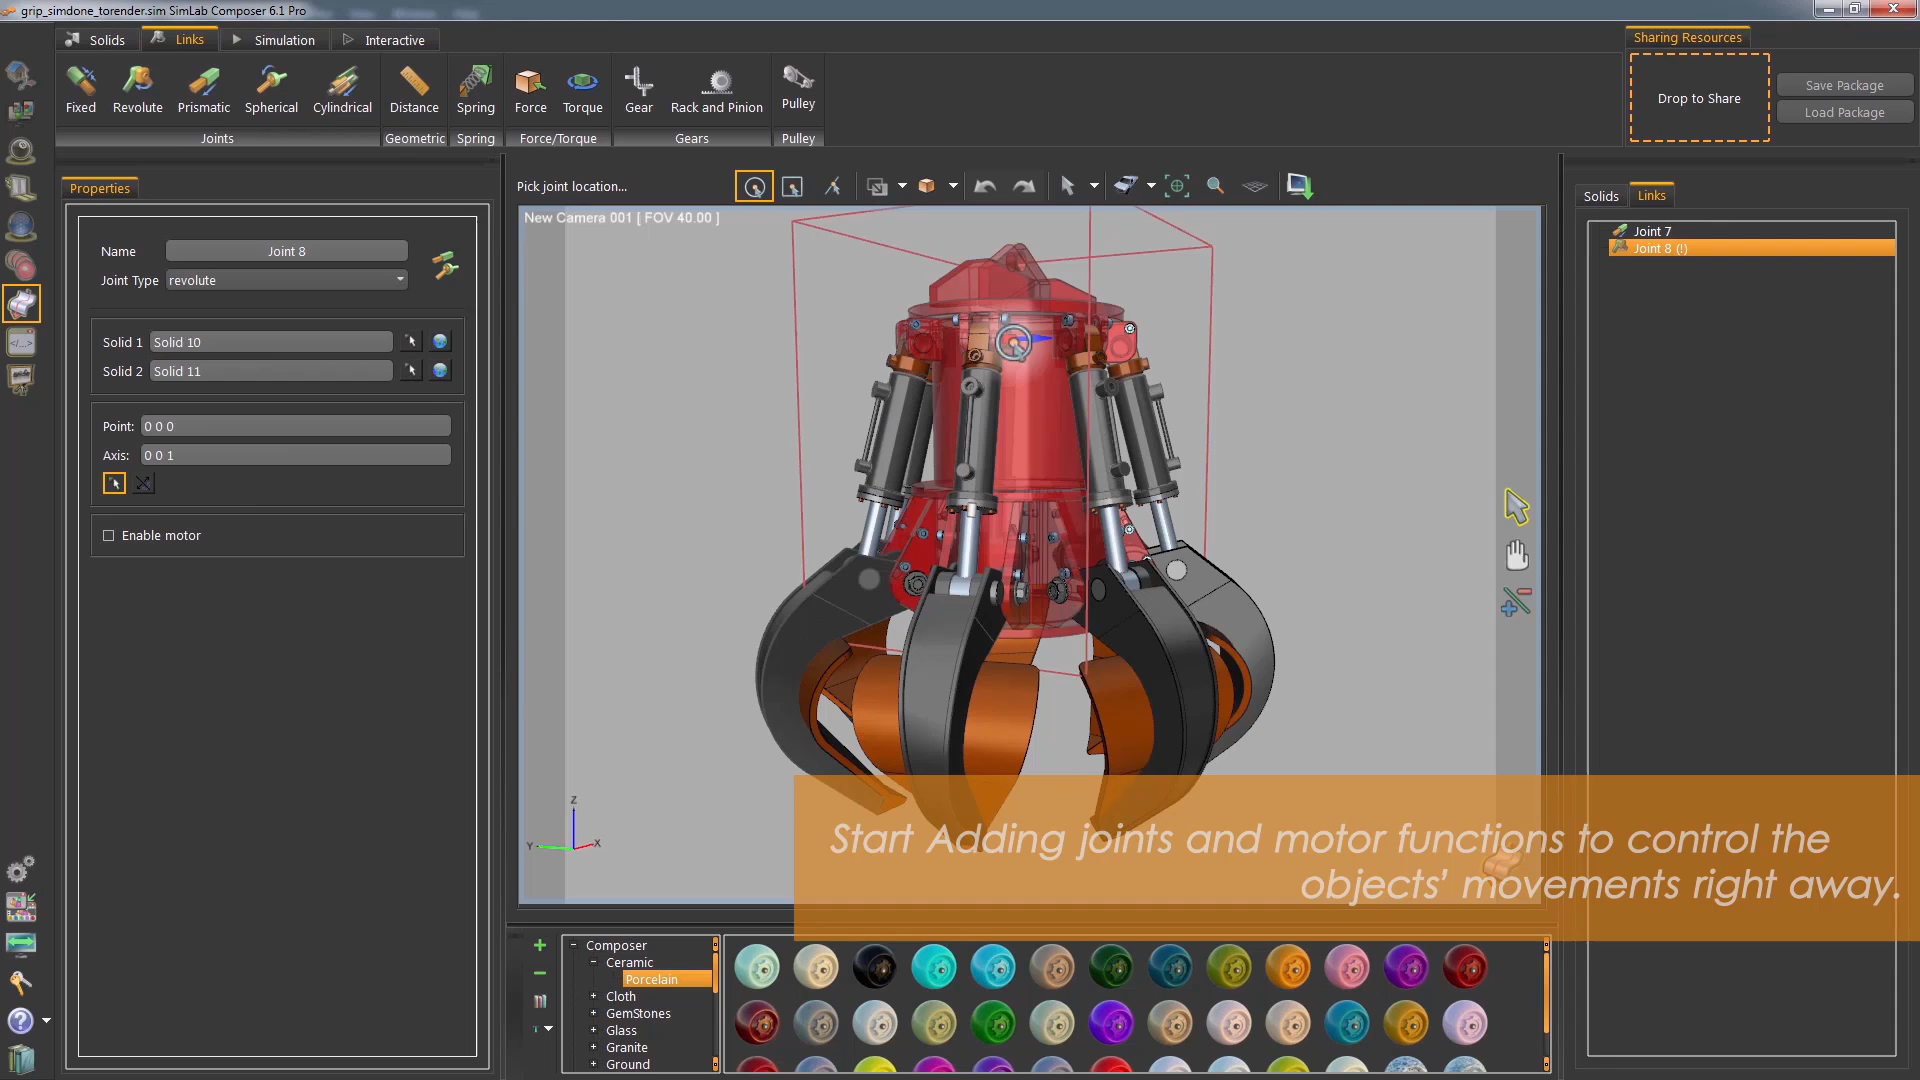 grip_simdone_torender.sim SimLab Composer 6.1 Pro
Solids
Links
Simulation
Interactive
Sharing Resources
Fixed
Revolute
Prismatic
Spherical
Cylindrical
Distance
Spring
Force
Torque
Gear
Rack and Pinion
Pulley
Drop to Share
Save Package
Load Package
Joints
Geometric
Spring
Force/Torque
Gears
Pulley
Properties
Pick joint location...
Solids
Links
New Camera 001 [ FOV 40.00 ]
Name
Joint 8
Joint Type
revolute
Joint 7
Joint 8 (!)
Solid 1
Solid 10
Solid 2
Solid 11
Point:
0 0 0
Axis:
0 0 1
Enable motor
Z
Y
X
Start Adding joints and motor functions to control the
objects’ movements right away.
Composer
Ceramic
Porcelain
Cloth
GemStones
Glass
Granite
Ground